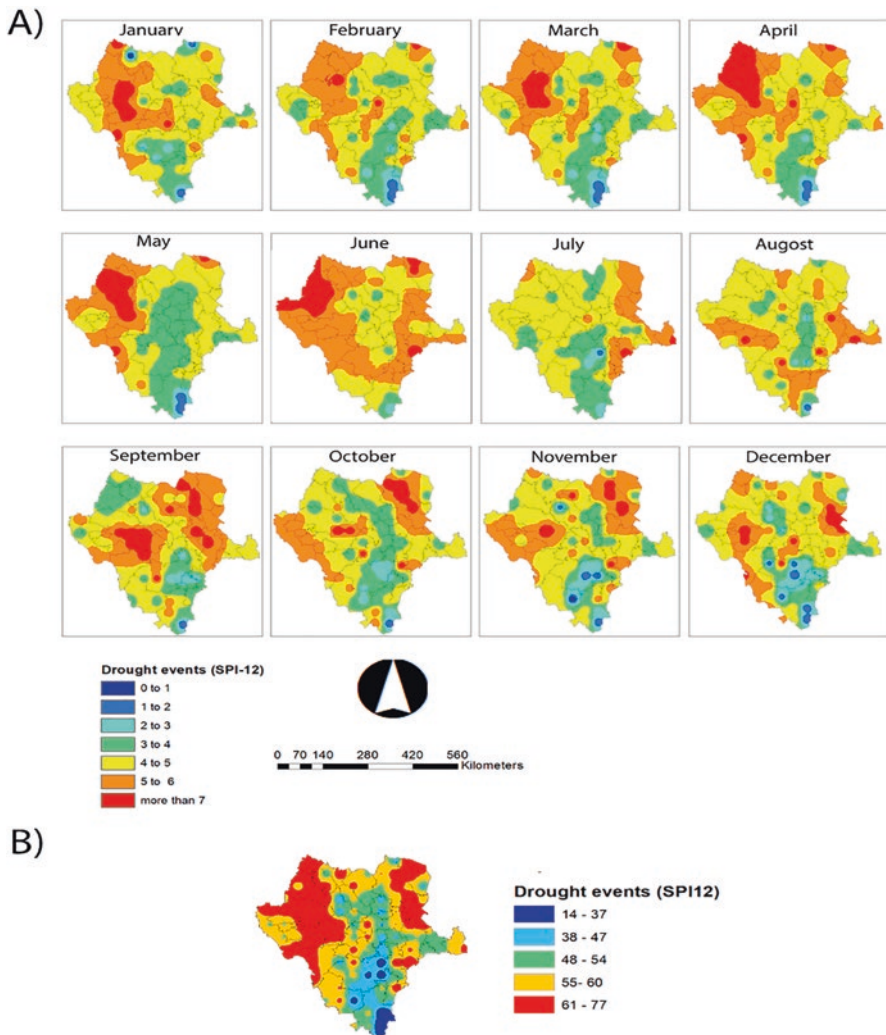 A)
January
February
March
April
May
June
July
Augost
September
October
November
December
Drought events (SPI-12)
0 to 1
1 to 2
2 to 3
3 to 4
4 to 5
5 to 6
more than 7
0 70 140 280 420 560
Kilometers
B)
Drought events (SPI12)
14 - 37
38 - 47
48 - 54
55- 60
61 - 77